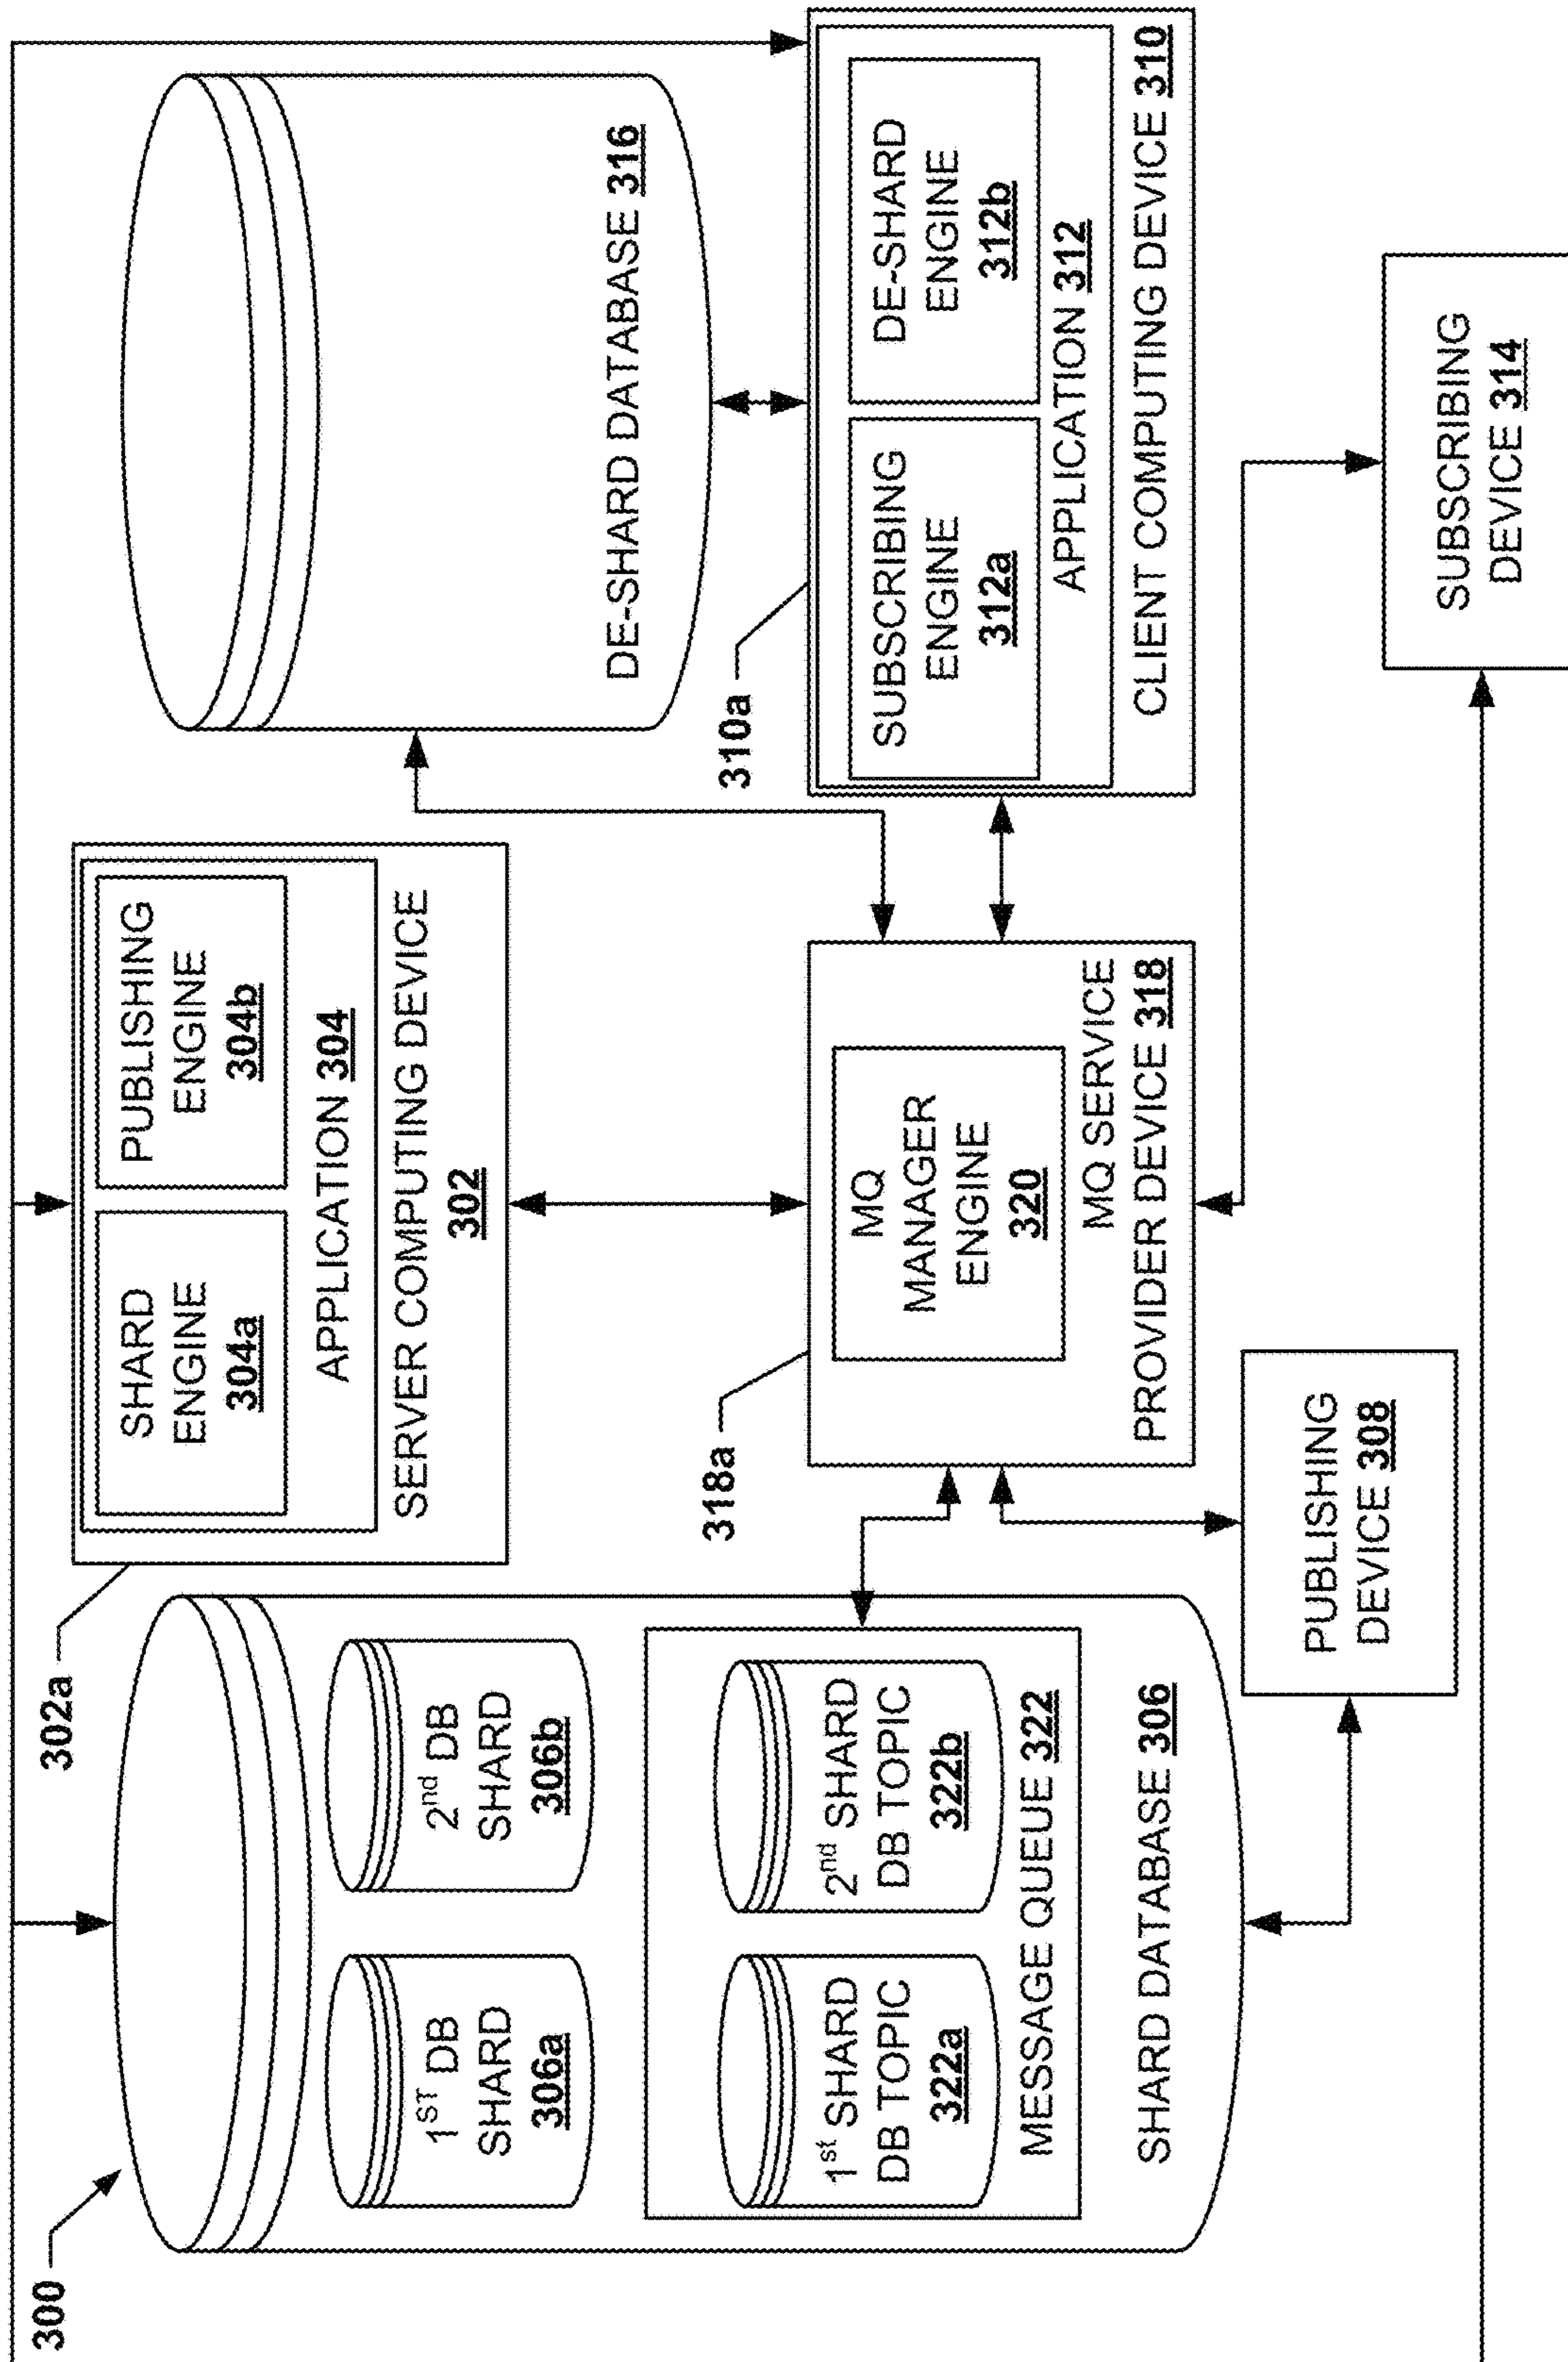 300
302a
SHARD
ENGINE
304a
PUBLISHING
ENGINE
304b
APPLICATION 304
SERVER COMPUTING DEVICE
302
1ST DB
SHARD
306a
2nd DB
SHARD
306b
1st SHARD
DB TOPIC
322a
2nd SHARD
DB TOPIC
322b
MESSAGE QUEUE 322
SHARD DATABASE 306
DE-SHARD DATABASE 316
318a
MQ
MANAGER
ENGINE
320
MQ SERVICE
PROVIDER DEVICE 318
310a
SUBSCRIBING
ENGINE
312a
DE-SHARD
ENGINE
312b
APPLICATION 312
CLIENT COMPUTING DEVICE 310
PUBLISHING
DEVICE 308
SUBSCRIBING
DEVICE 314